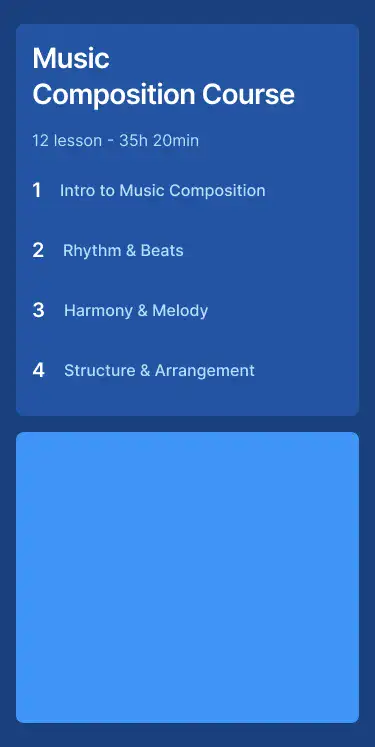 Music
Composition Course
12 lesson - 35h 20min
1 Intro to Music Composition
2 Rhythm & Beats
3 Harmony & Melody
4 Structure & Arrangement